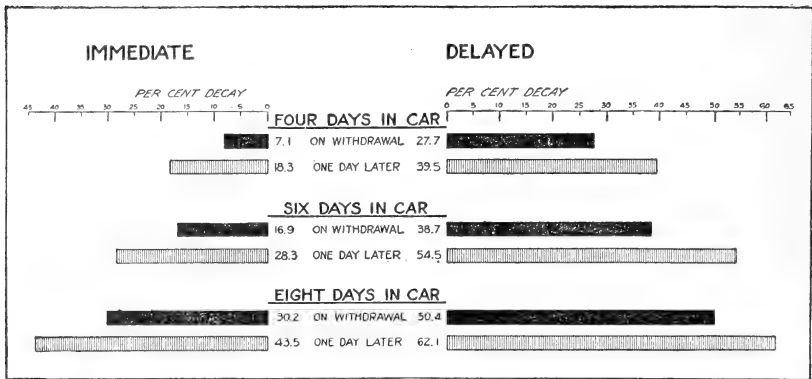 IMMEDIATE DELAYED
PER CENT DECAY PER CENT DECAY
45 40 35 30 25 20 15 10 5 0 0 5 10 15 20 25 30 35 40 45 50 55 60 65
FOUR DAYS IN CAR
7.1 ON WITHDRAWAL 27.7
18.3 ONE DAY LATER 39.5
SIX DAYS IN CAR
16.9 ON WITHDRAWAL 38.7
28.3 ONE DAY LATER 54.5
EIGHT DAYS IN CAR
30.2 ON WITHDRAWAL 50.4
43.5 ONE DAY LATER 62.1